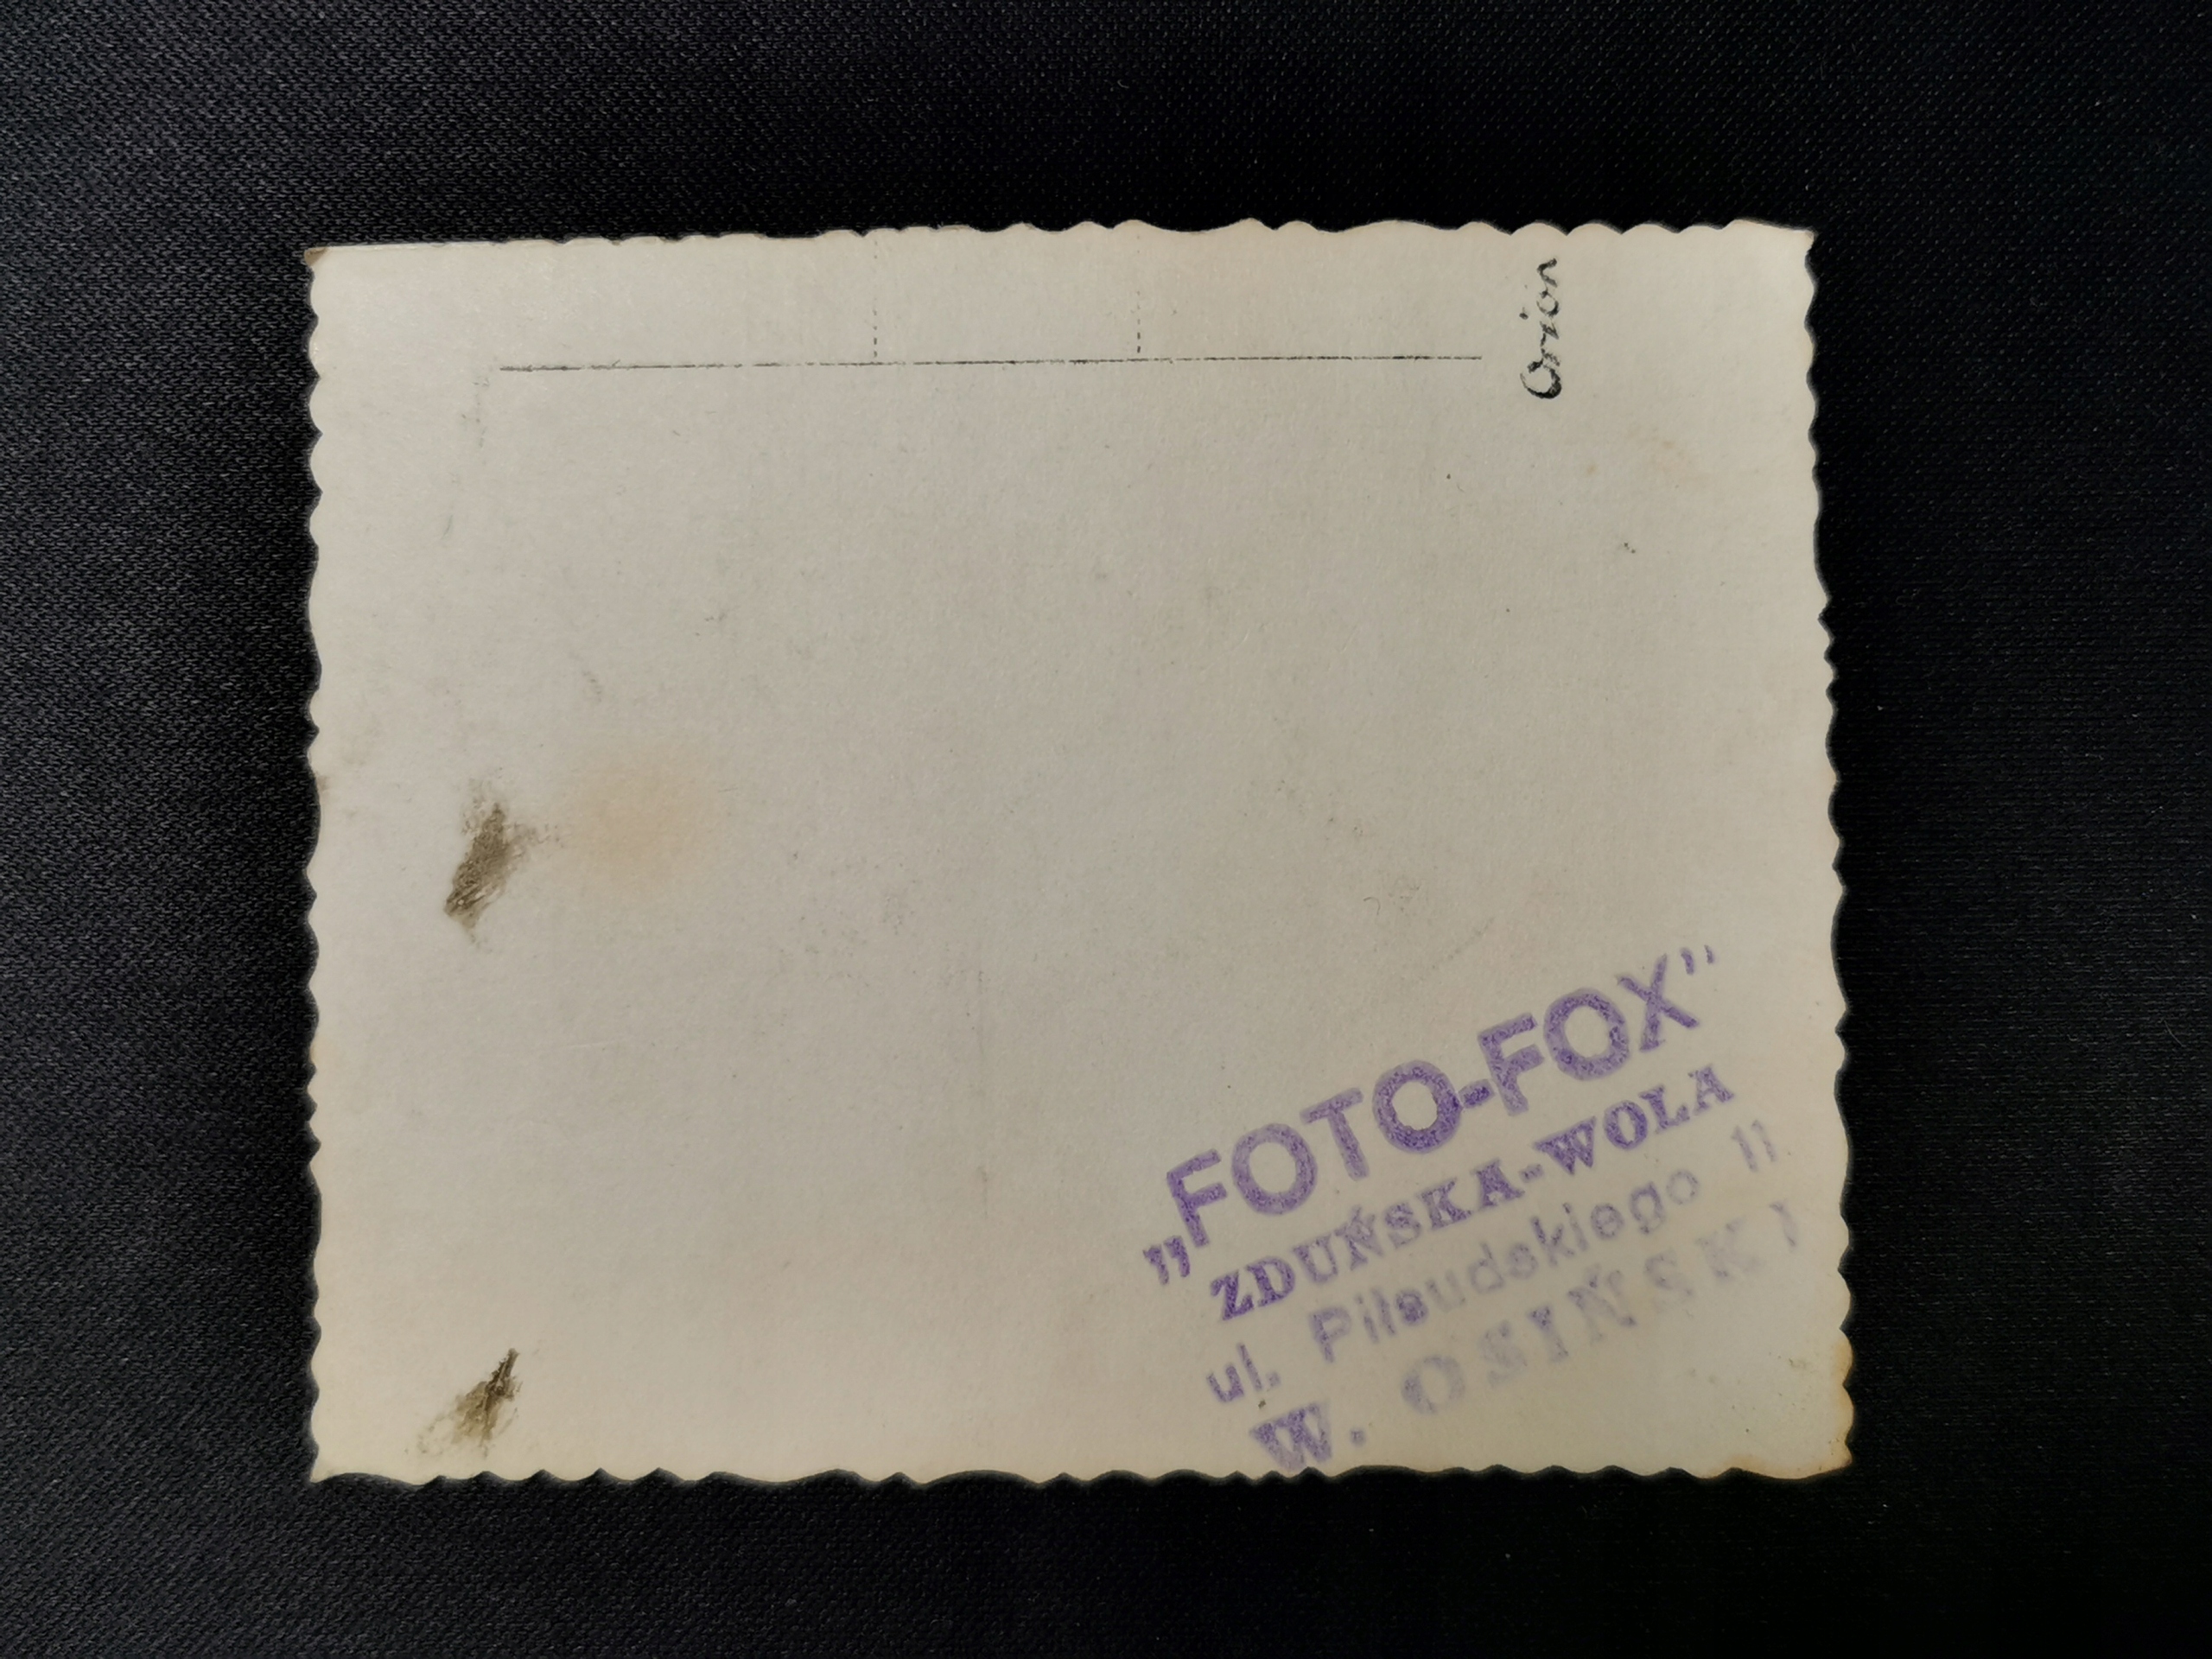 Orion
„FOTO-FOX”
ZDUŃSKA-WOLA
ul. Piłsudskiego 11
W. OSIŃSKI